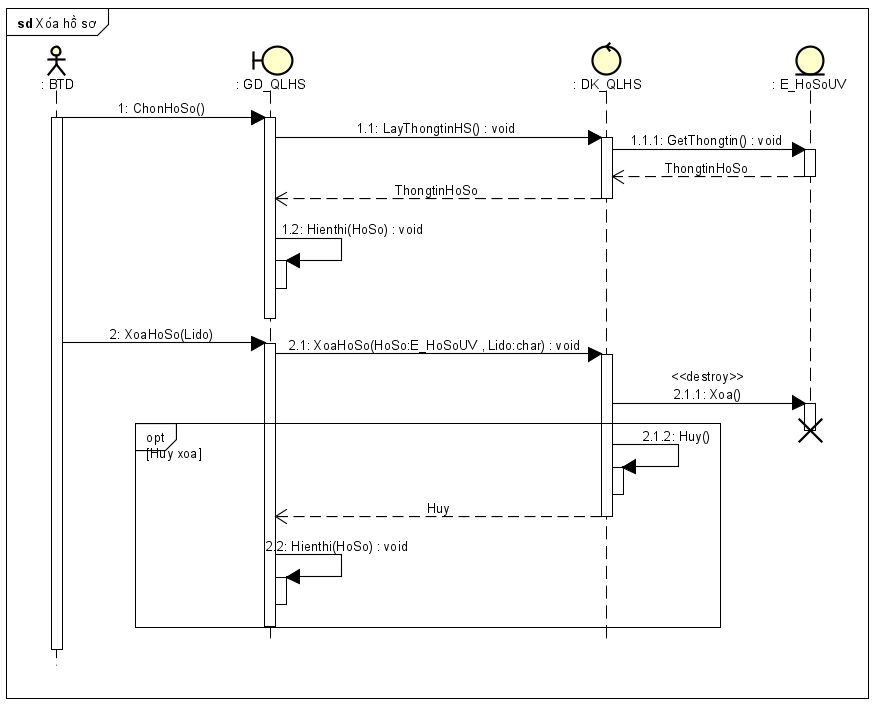 sd Xóa hồ sơ
: BTD
: GD_QLHS
: DK_QLHS
: E_HoSoUV
1: ChonHoSo()
1.1: LayThongtinHS() : void
1.1.1: GetThongtin() : void
ThongtinHoSo
ThongtinHoSo
1.2: Hienthi(HoSo) : void
2: XoaHoSo(Lido)
2.1: XoaHoSo(HoSo:E_HoSoUV , Lido:char) : void
<<destroy>>
2.1.1: Xoa()
opt
[Huy xoa]
2.1.2: Huy()
Huy
2.2: Hienthi(HoSo) : void